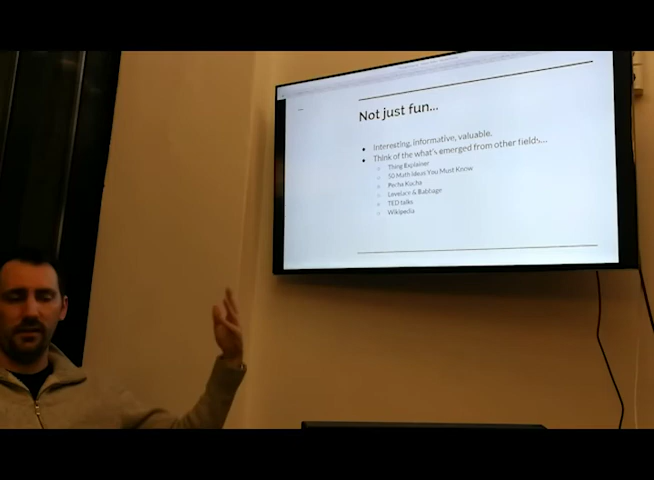 Not just fun...
Interesting, informative, valuable.
Think of the what's emerged from other fields...
Thing Explainer
50 Math Ideas You Must Know
Pecha Kucha
Lovelace & Babbage
TED talks
Wikipedia